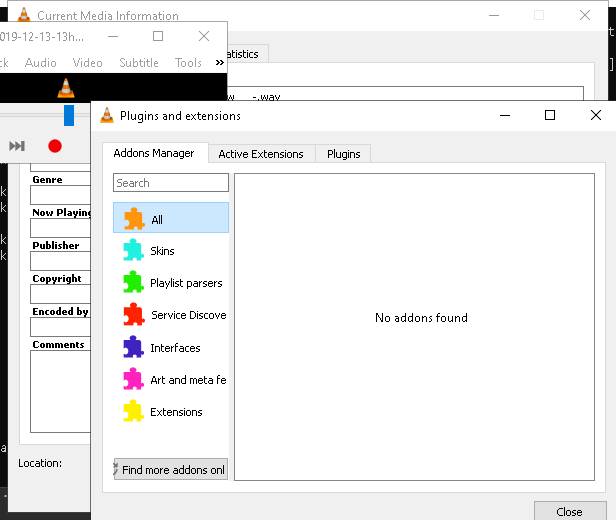 Current Media Information
019-12-13-13h...
ck Audio Video Subtitle Tools »
atistics
w_ -.wav
Plugins and extensions
Addons Manager Active Extensions Plugins
Search
All
Skins
Playlist parsers
Service Discove
Interfaces
Art and meta fe
Extensions
Find more addons onl
No addons found
Close
Genre
Now Playing
Publisher
Copyright
Encoded by
Comments
Location: